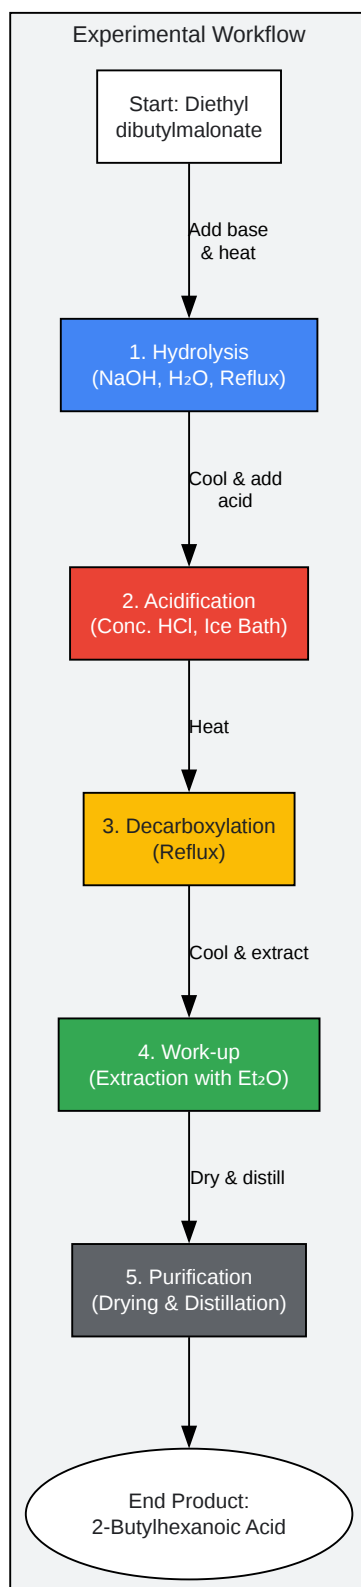 Experimental Workflow
Start: Diethyl
dibutylmalonate
Add base
& heat
1. Hydrolysis
(NaOH, H₂O, Reflux)
Cool & add
acid
2. Acidification
(Conc. HCl, Ice Bath)
Heat
3. Decarboxylation
(Reflux)
Cool & extract
4. Work-up
(Extraction with Et₂O)
Dry & distill
5. Purification
(Drying & Distillation)
End Product:
2-Butylhexanoic Acid